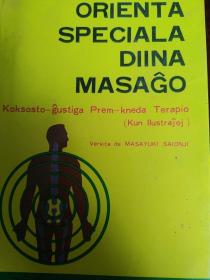 ORIENTA
SPECIALA
DIINA
MASAĜO
Koksosto-ĝustiga Prem-kneda Terapio
(Kun Ilustraĵoj)
Verkita de MASAYUKI SAIONJI